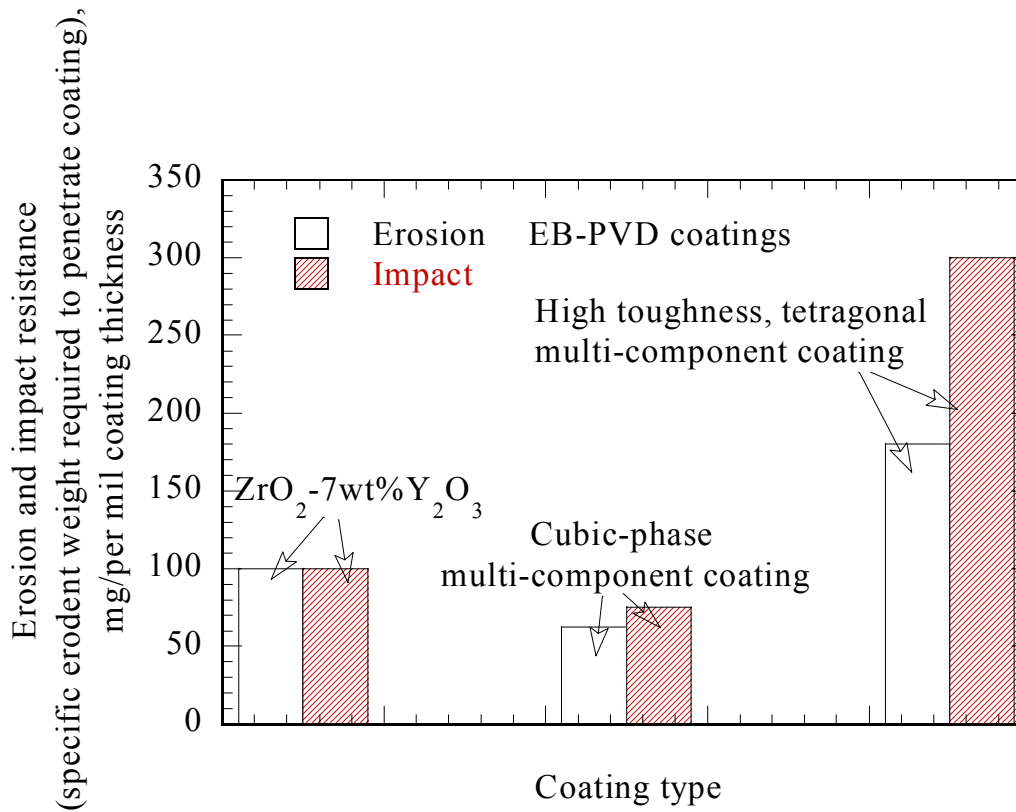 Erosion and impact resistance
(specific erodent weight required to penetrate coating),
mg/per mil coating thickness
350
300
250
200
150
100
50
0
Erosion EB-PVD coatings
Impact
High toughness, tetragonal
multi-component coating
ZrO2-7wt%Y2O3
Cubic-phase
multi-component coating
Coating type